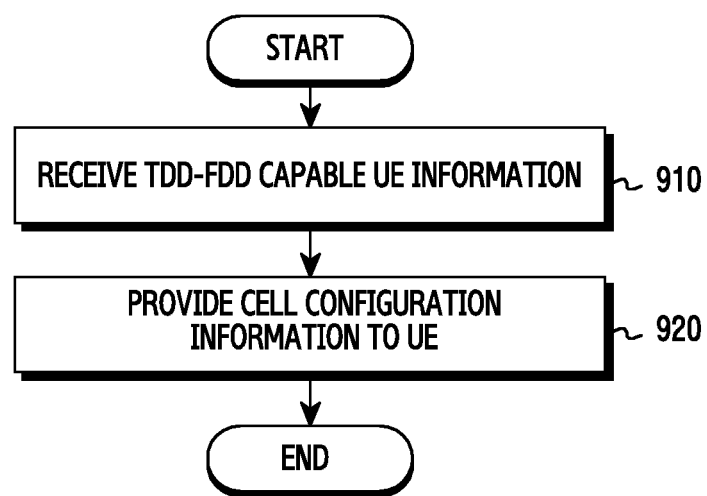 START
RECEIVE TDD-FDD CAPABLE UE INFORMATION
910
PROVIDE CELL CONFIGURATION
INFORMATION TO UE
920
END